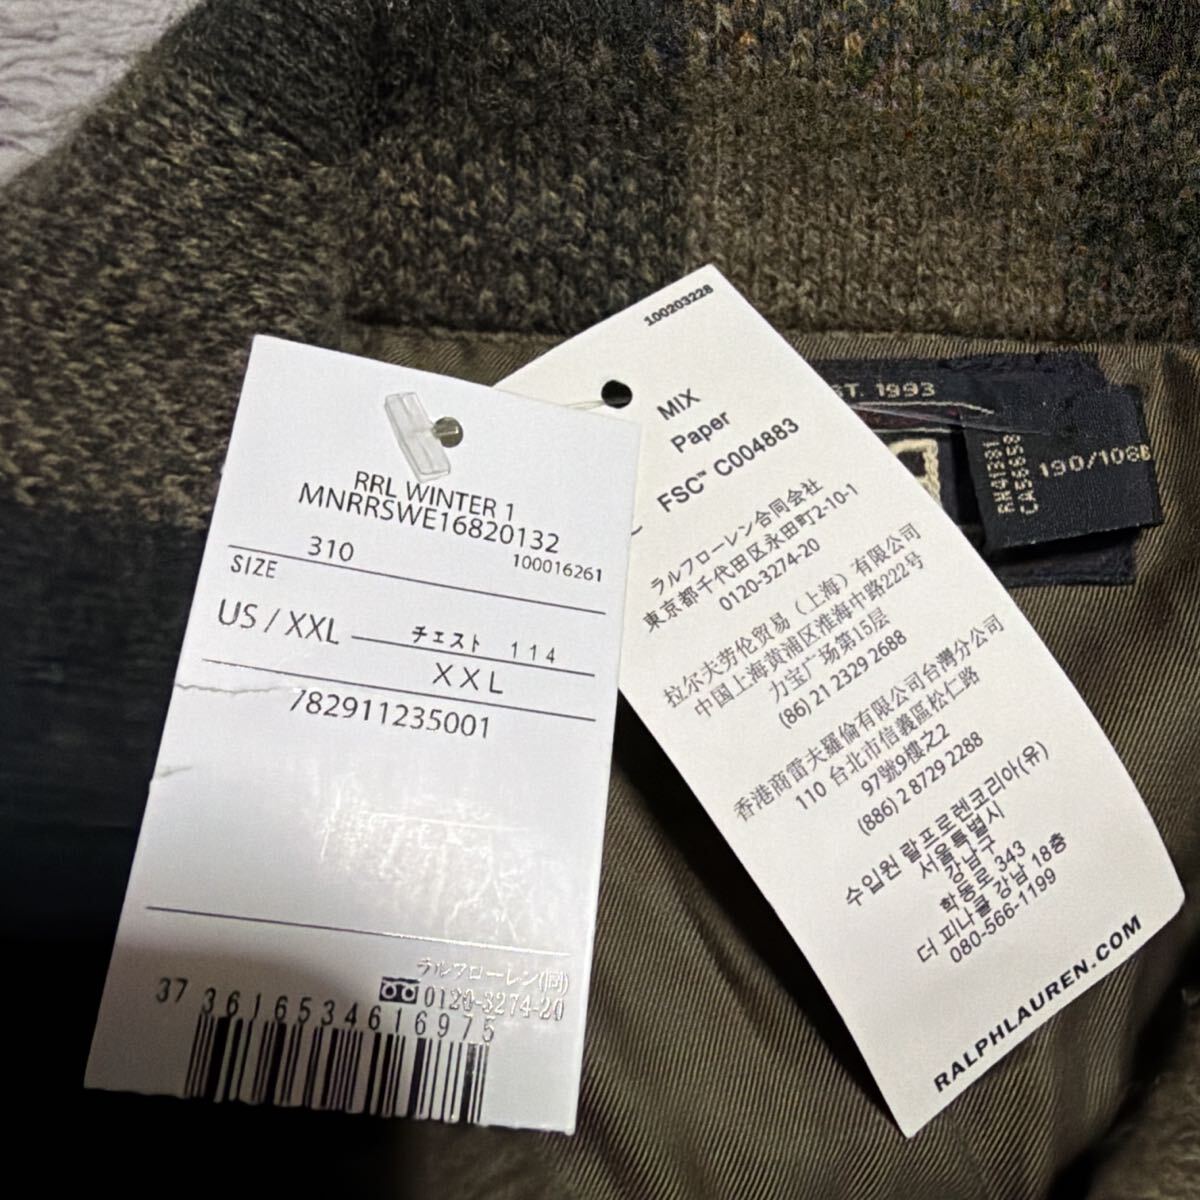 RRL WINTER 1
MNRRSWE16820132
310
100016261
SIZE
US / XXL
チェスト 114
XXL
782911235001
ラルフローレン(同)
0120-3274-20
37
3616534616975
100203228
MIX
Paper
FSC™ C004883
ラルフローレン合同会社
東京都千代田区永田町2-10-1
0120-3274-20
拉尔夫劳伦贸易(上海)有限公司
中国上海黄浦区淮海中路222号
力宝广场第15层
(86) 21 2329 2688
香港商雷夫羅倫有限公司台灣分公司
110 台北市信義區松仁路
97號9樓之2
(886) 2 8729 2288
수입원 랄프로렌코리아(유)
서울특별시
강남구
학동로 343
더 피나클 강남 18층
080-566-1199
RALPHLAUREN.COM
ST. 1993
RN41381
CA56658
190/108B